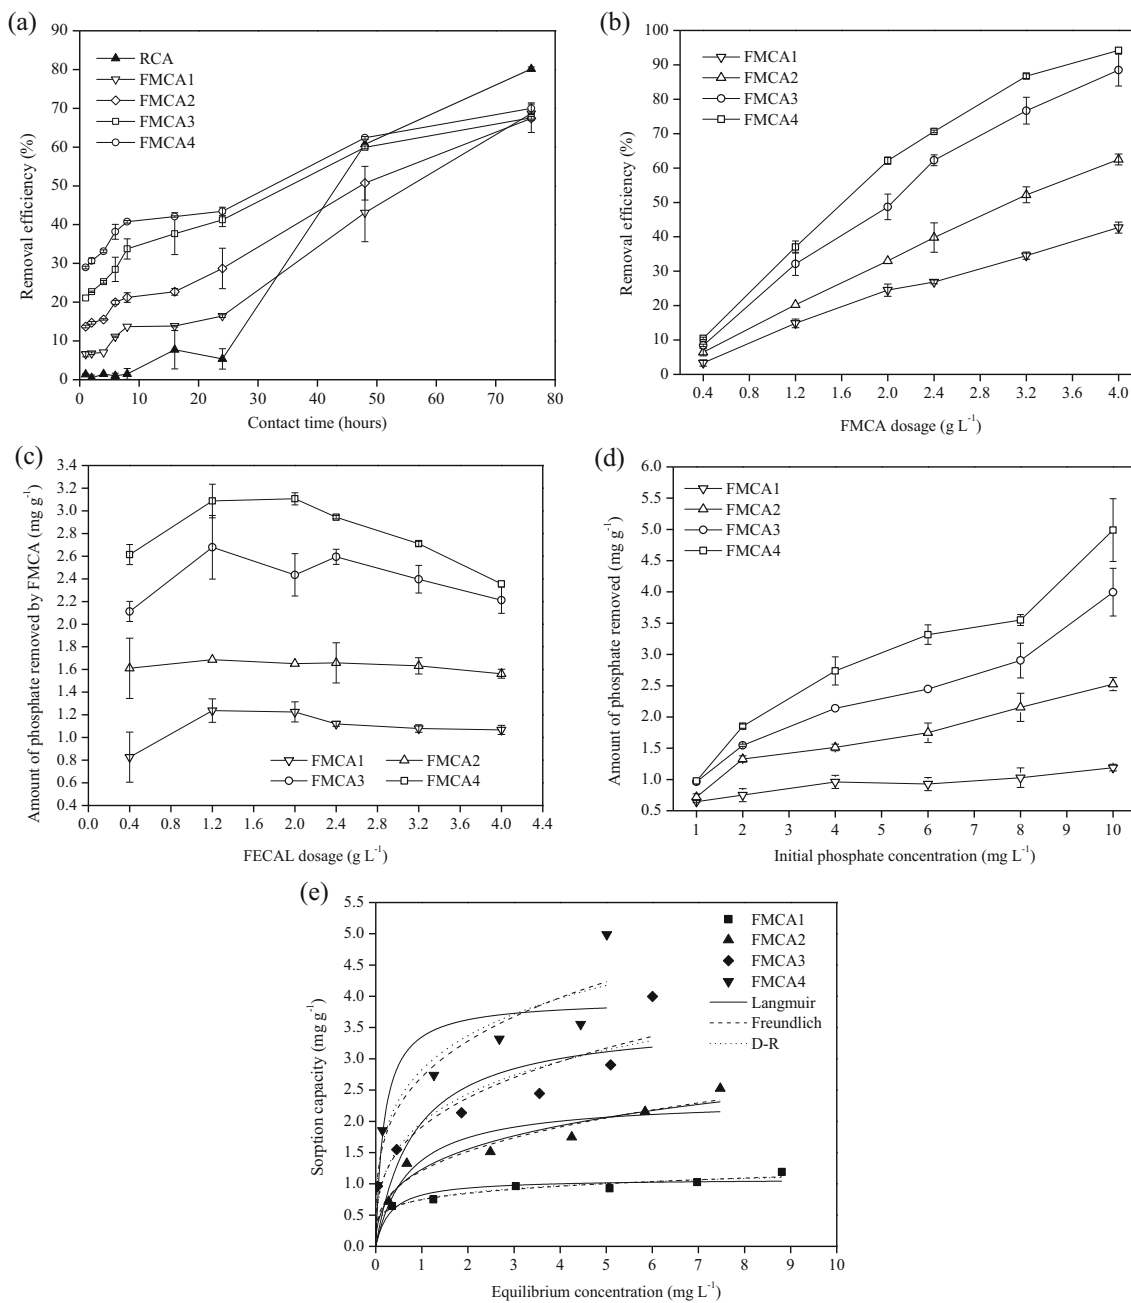 (a)
90
80
70
60
50
40
30
20
10
0
Removal efficiency (%)
RCA
FMCA1
FMCA2
FMCA3
FMCA4
0 10 20 30 40 50 60 70 80
Contact time (hours)
(b)
100
90
80
70
60
50
40
30
20
10
0
Removal efficiency (%)
FMCA1
FMCA2
FMCA3
FMCA4
0.4 0.8 1.2 1.6 2.0 2.4 2.8 3.2 3.6 4.0
FMCA dosage (g L⁻¹)
(c)
3.4
3.2
3.0
2.8
2.6
2.4
2.2
2.0
1.8
1.6
1.4
1.2
1.0
0.8
0.6
0.4
Amount of phosphate removed by FMCA (mg g⁻¹)
FMCA1 FMCA2
FMCA3 FMCA4
0.0 0.4 0.8 1.2 1.6 2.0 2.4 2.8 3.2 3.6 4.0 4.4
FECAL dosage (g L⁻¹)
(d)
6.0
5.5
5.0
4.5
4.0
3.5
3.0
2.5
2.0
1.5
1.0
0.5
Amount of phosphate removed (mg g⁻¹)
FMCA1
FMCA2
FMCA3
FMCA4
1 2 3 4 5 6 7 8 9 10
Initial phosphate concentration (mg L⁻¹)
(e)
5.5
5.0
4.5
4.0
3.5
3.0
2.5
2.0
1.5
1.0
0.5
0.0
Sorption capacity (mg g⁻¹)
FMCA1
FMCA2
FMCA3
FMCA4
Langmuir
Freundlich
D-R
0 1 2 3 4 5 6 7 8 9 10
Equilibrium concentration (mg L⁻¹)